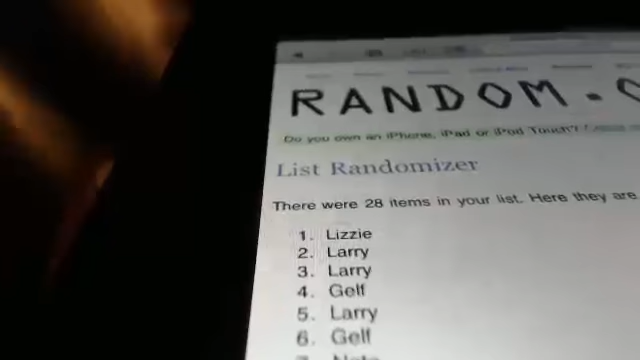 RANDOM.
Do you own an iPhone, iPad or iPod Touch?
List Randomizer
There were 28 items in your list. Here they are
1. Lizzie
2. Larry
3. Larry
4. Gelf
5. Larry
6. Gelf
7.